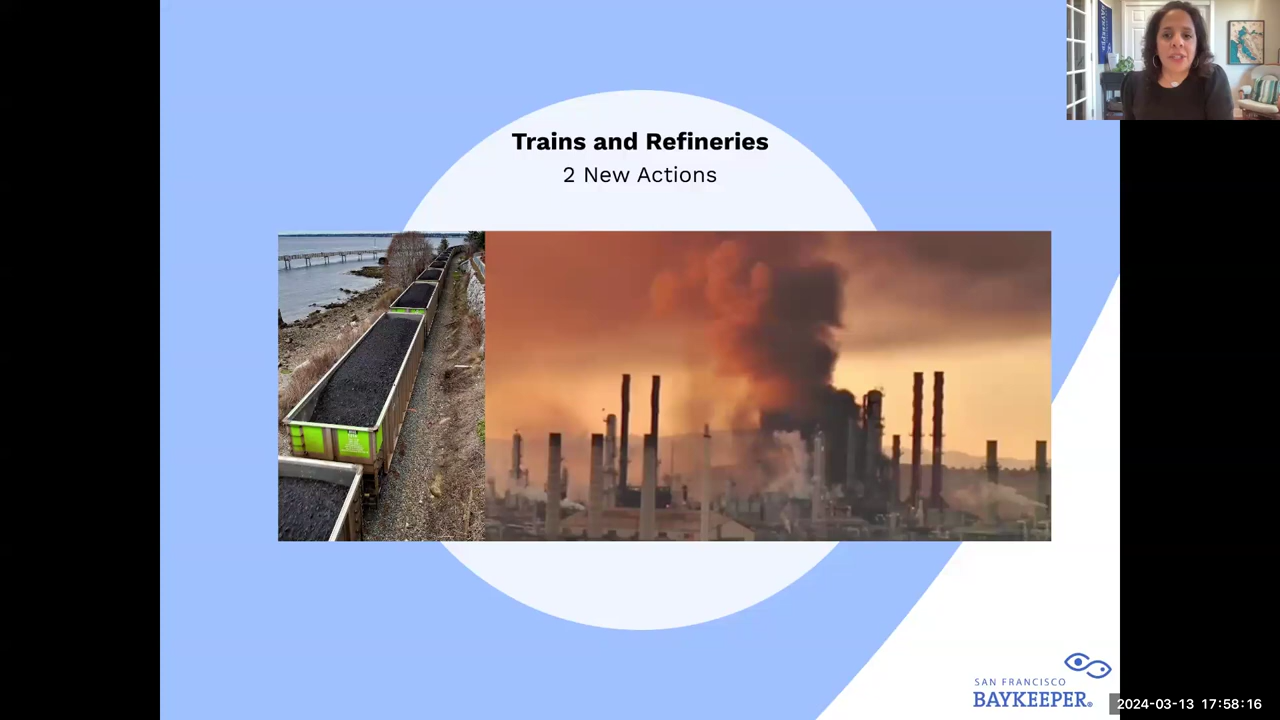 Trains and Refineries
2 New Actions
SAN FRANCISCO
BAYKEEPER®
2024-03-13 17:58:16